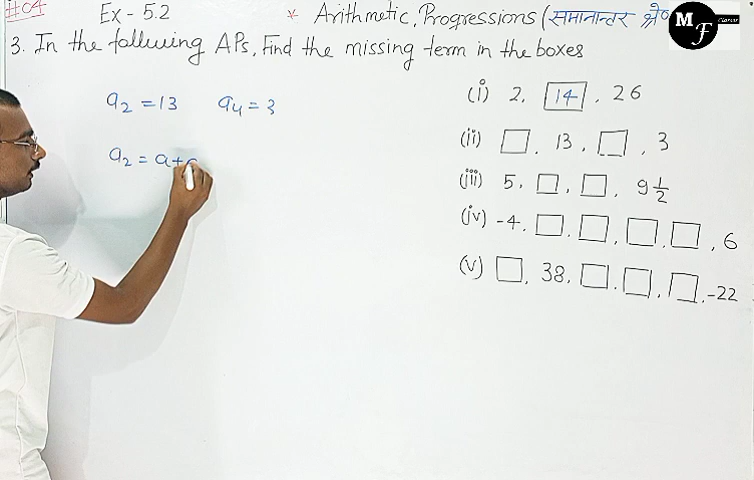 #04 Ex - 5.2 * Arithmetic Progressions (समानान्तर
3. In the follwuing APs, Find the missing term in the boxes
a2 = 13 a4 = 3
a2 = a+
(i) 2, 14, 26
(ii) □, 13, □, 3
(iii) 5, □, □, 9 1/2
(iv) -4, □, □, □, □, 6
(v) □, 38, □, □, □, -22
M
F